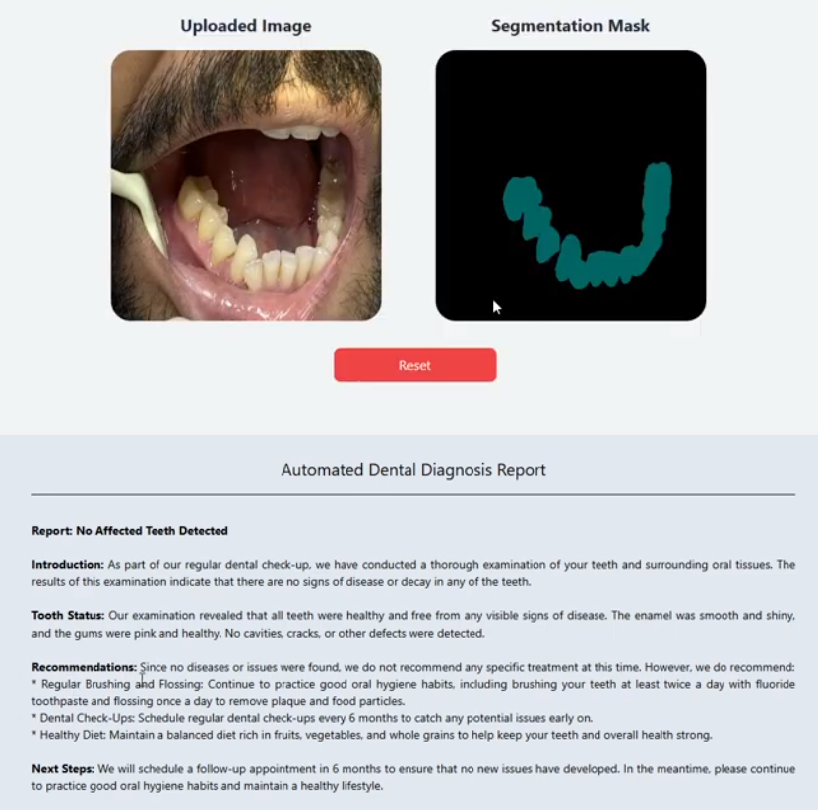 Uploaded Image
Segmentation Mask
Reset
Automated Dental Diagnosis Report
Report: No Affected Teeth Detected
Introduction: As part of our regular dental check-up, we have conducted a thorough examination of your teeth and surrounding oral tissues. The
results of this examination indicate that there are no signs of disease or decay in any of the teeth.
Tooth Status: Our examination revealed that all teeth were healthy and free from any visible signs of disease. The enamel was smooth and shiny,
and the gums were pink and healthy. No cavities, cracks, or other defects were detected.
Recommendations: Since no diseases or issues were found, we do not recommend any specific treatment at this time. However, we do recommend:
* Regular Brushing and Flossing: Continue to practice good oral hygiene habits, including brushing your teeth at least twice a day with fluoride
toothpaste and flossing once a day to remove plaque and food particles.
* Dental Check-Ups: Schedule regular dental check-ups every 6 months to catch any potential issues early on.
* Healthy Diet: Maintain a balanced diet rich in fruits, vegetables, and whole grains to help keep your teeth and overall health strong.
Next Steps: We will schedule a follow-up appointment in 6 months to ensure that no new issues have developed. In the meantime, please continue
to practice good oral hygiene habits and maintain a healthy lifestyle.